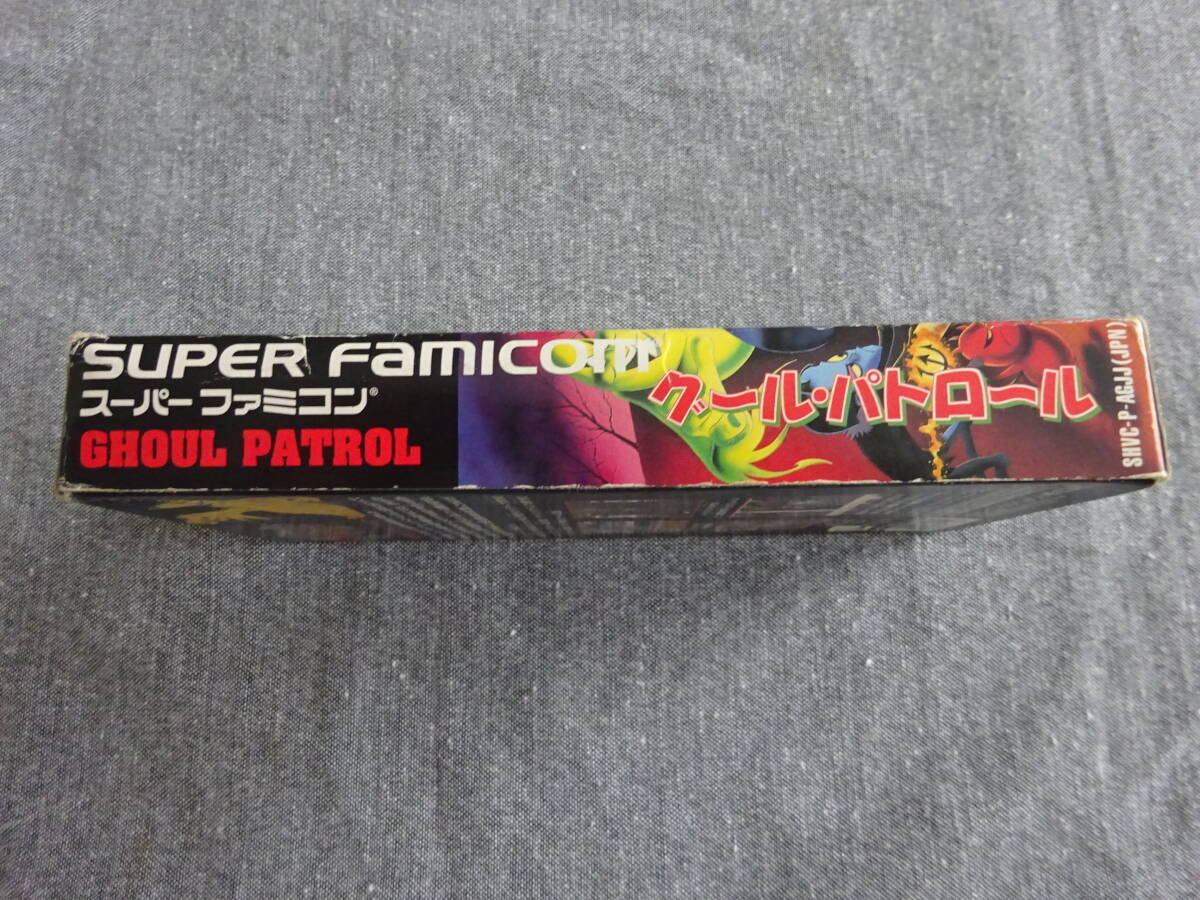 SUPER FAMICOM
スーパーファミコン®
GHOUL PATROL
グール・パトロール
SHVC-P-AGJJ(JPN)